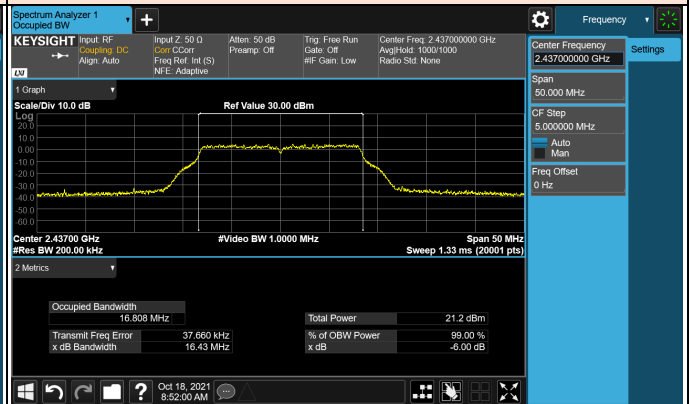 Spectrum Analyzer 1
Occupied BW
+
Frequency
KEYSIGHT
Input: RF
Coupling: DC
Align: Auto
Input Z: 50 Ω
Corr CCorr
Freq Ref: Int (S)
NFE: Adaptive
Atten: 50 dB
Preamp: Off
Trig: Free Run
Gate: Off
#IF Gain: Low
Center Freq: 2.437000000 GHz
Avg|Hold: 1000/1000
Radio Std: None
LXI
Center Frequency
2.437000000 GHz
Settings
Span
50.000 MHz
CF Step
5.000000 MHz
Auto
Man
Freq Offset
0 Hz
1 Graph
Scale/Div 10.0 dB
Ref Value 30.00 dBm
Log
20.0
10.0
0.00
-10.0
-20.0
-30.0
-40.0
-50.0
-60.0
Center 2.43700 GHz
#Video BW 1.0000 MHz
Span 50 MHz
#Res BW 200.00 kHz
Sweep 1.33 ms (20001 pts)
2 Metrics
Occupied Bandwidth
16.808 MHz
Total Power
21.2 dBm
Transmit Freq Error
37.660 kHz
% of OBW Power
99.00 %
x dB Bandwidth
16.43 MHz
x dB
-6.00 dB
?
Oct 18, 2021
8:52:00 AM